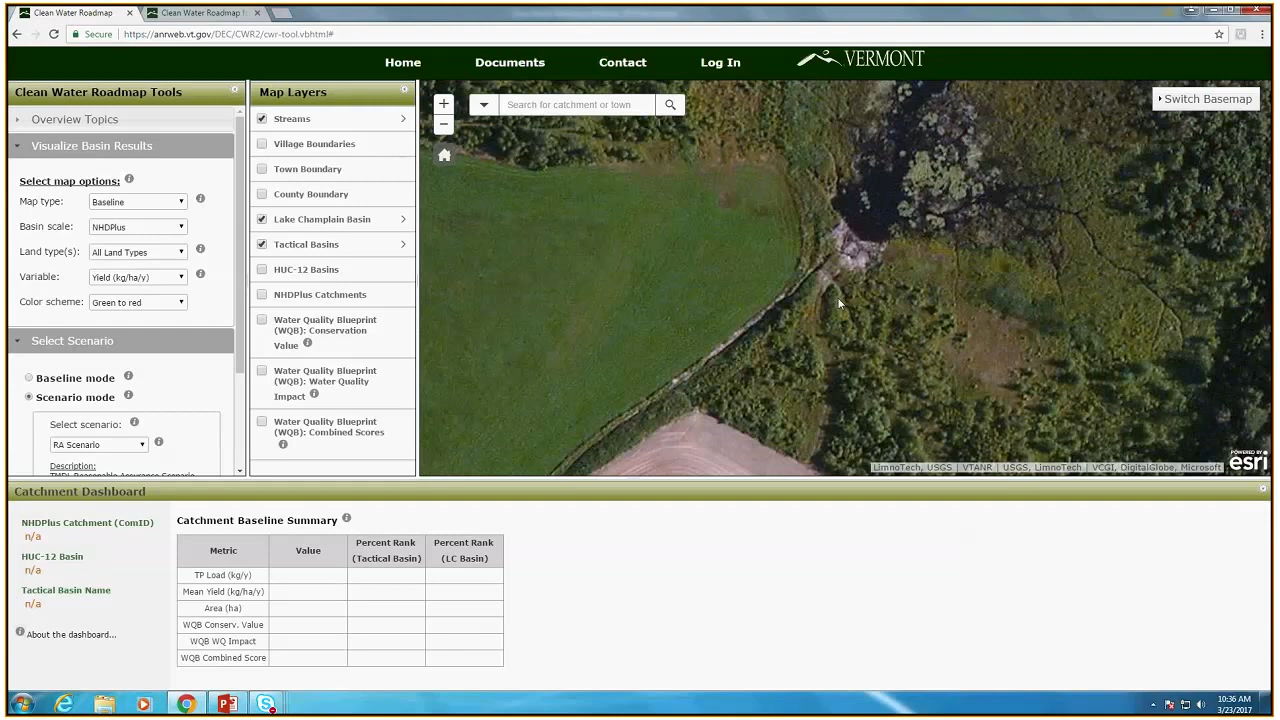 Clean Water Roadmap
Clean Water Roadmap
Secure
https://anrweb.vt.gov/DEC/CWR2/cwr-tool.vbhtml#
Home
Documents
Contact
Log In
VERMONT
Clean Water Roadmap Tools
Overview Topics
Visualize Basin Results
Select map options:
Map type:
Baseline
Basin scale:
NHDPlus
Land type(s):
All Land Types
Variable:
Yield (kg/ha/y)
Color scheme:
Green to red
Select Scenario
Baseline mode
Scenario mode
Select scenario:
RA Scenario
Description:
TMDL Reasonable Assurance Scenario
Map Layers
Streams
Village Boundaries
Town Boundary
County Boundary
Lake Champlain Basin
Tactical Basins
HUC-12 Basins
NHDPlus Catchments
Water Quality Blueprint
(WQB): Conservation
Value
Water Quality Blueprint
(WQB): Water Quality
Impact
Water Quality Blueprint
(WQB): Combined Scores
+
−
Search for catchment or town
Switch Basemap
LimnoTech, USGS | VTANR | USGS, LimnoTech | VCGI, DigitalGlobe, Microsoft
POWERED BY
esri
Catchment Dashboard
NHDPlus Catchment (ComID)
n/a
HUC-12 Basin
n/a
Tactical Basin Name
n/a
About the dashboard...
Catchment Baseline Summary
Metric
Value
Percent Rank
(Tactical Basin)
Percent Rank
(LC Basin)
TP Load (kg/y)
Mean Yield (kg/ha/y)
Area (ha)
WQB Conserv. Value
WQB WQ Impact
WQB Combined Score
10:36 AM
3/23/2017